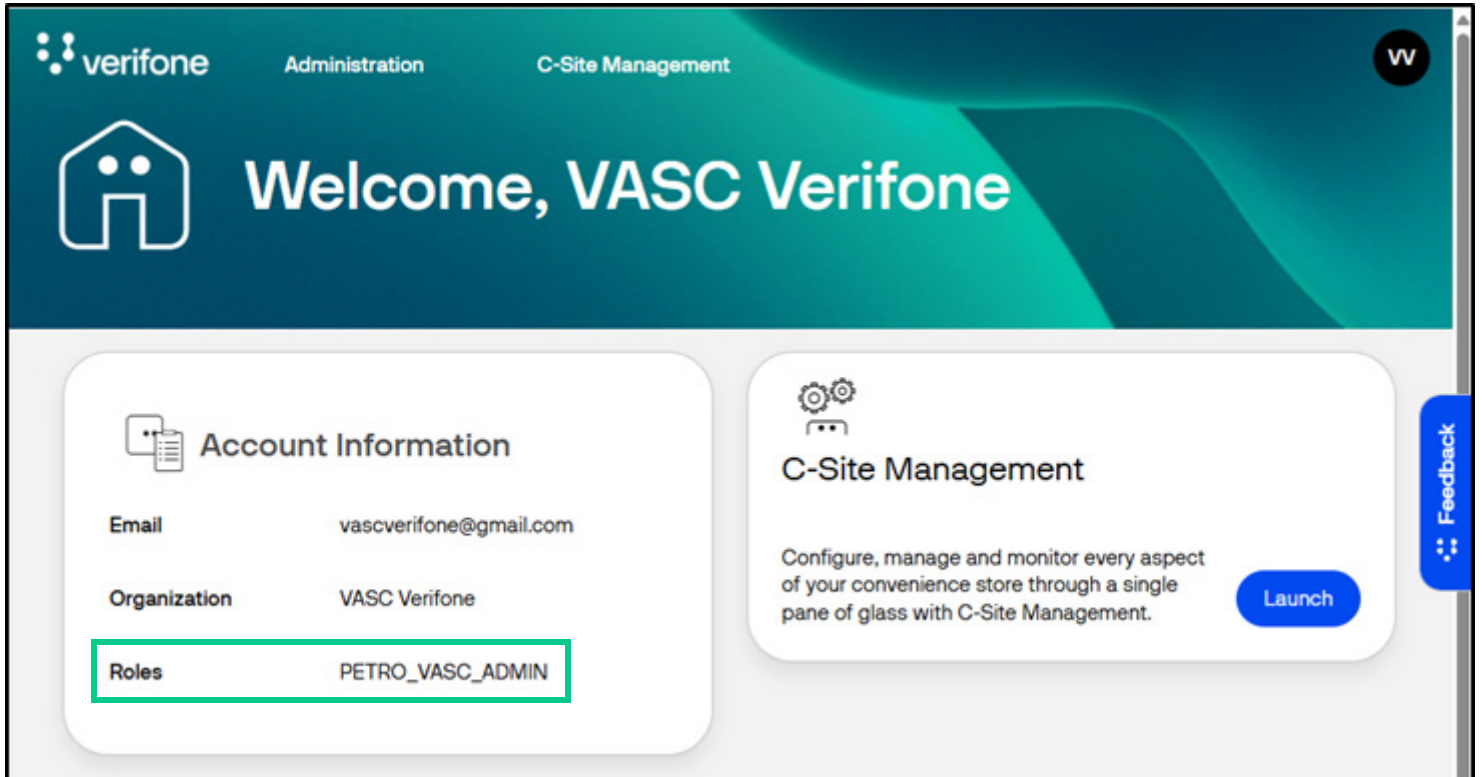 verifone
Administration
C-Site Management
VV
Welcome, VASC Verifone
Account Information
Email vascverifone@gmail.com
Organization VASC Verifone
Roles PETRO_VASC_ADMIN
C-Site Management
Configure, manage and monitor every aspect
of your convenience store through a single
pane of glass with C-Site Management.
Launch
Feedback